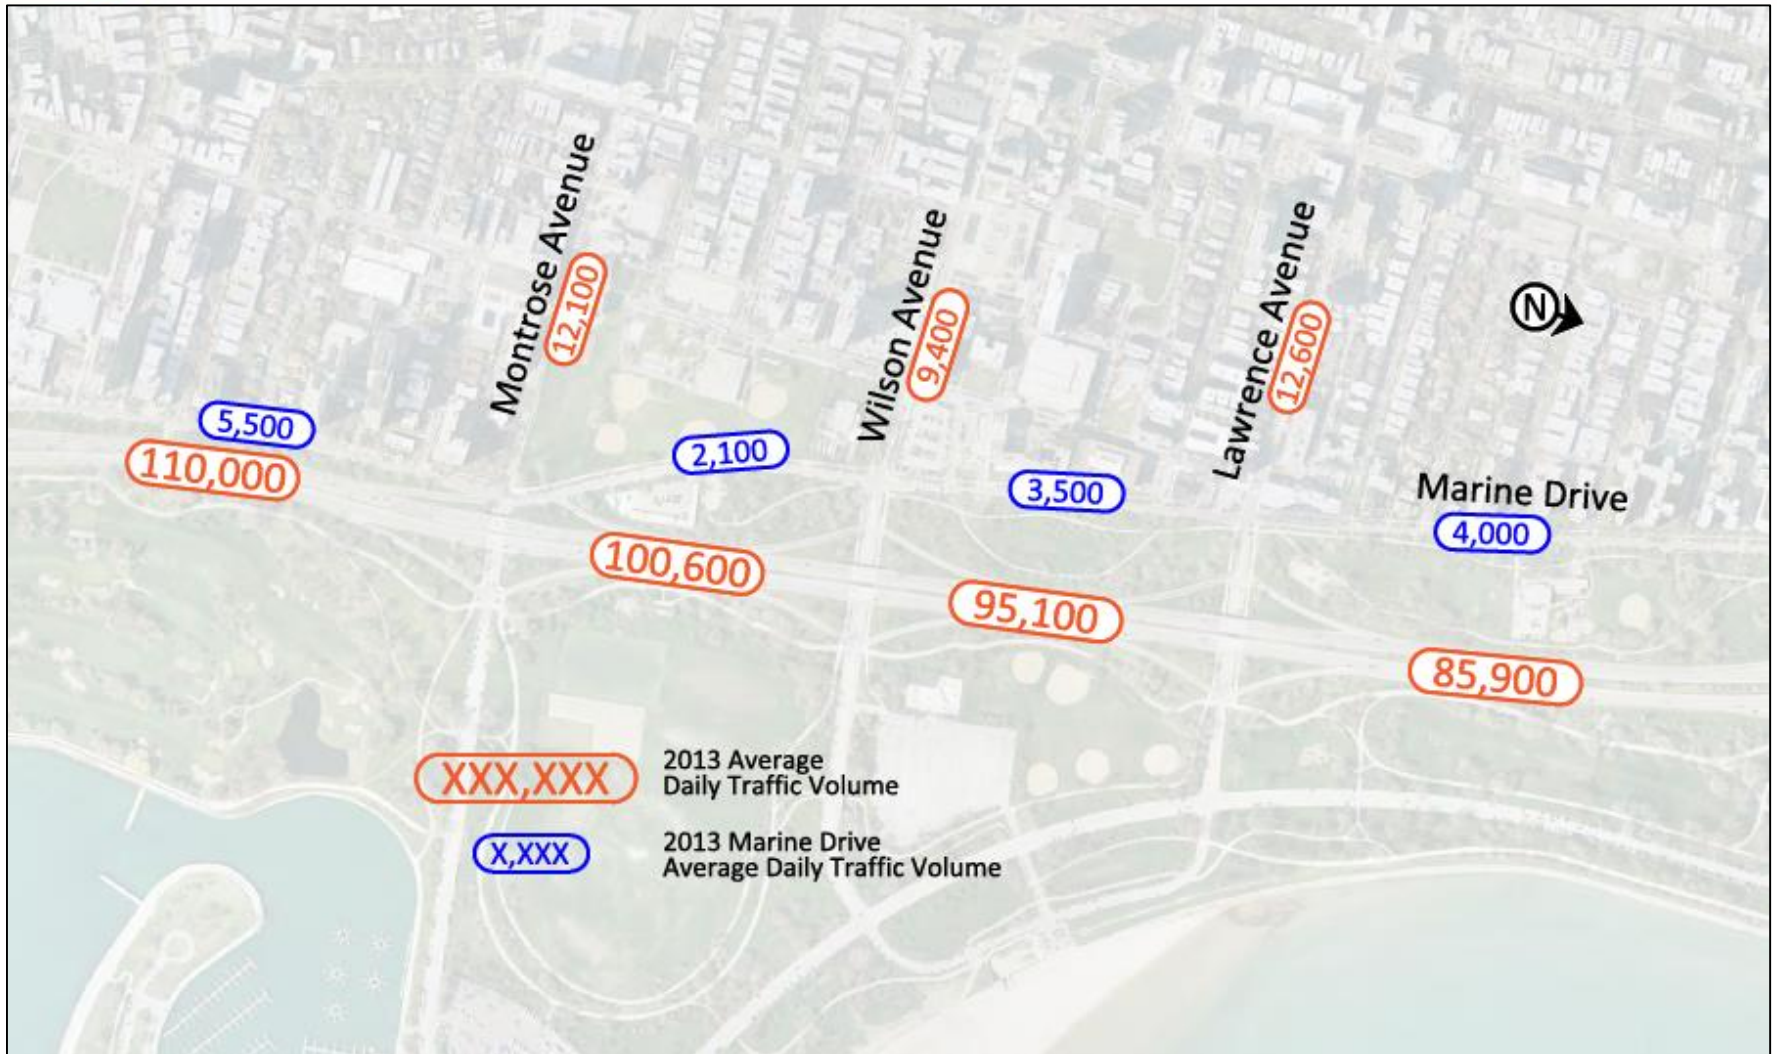 Montrose Avenue
12,100
Wilson Avenue
9,400
Lawrence Avenue
12,600
N
5,500
110,000
2,100
3,500
Marine Drive
4,000
100,600
95,100
85,900
XXX,XXX
2013 Average
Daily Traffic Volume
X,XXX
2013 Marine Drive
Average Daily Traffic Volume